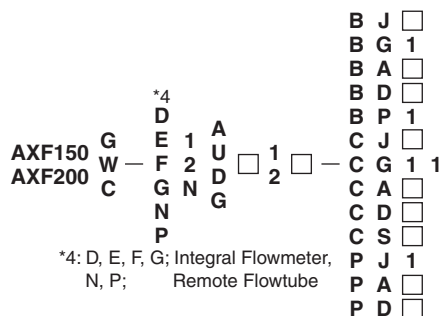 B J □
B G 1
B A □
*4 B D □
D B P 1
G E 1 A C J □
AXF150 U
W — F 2 □ 1 □ — C G 1 1
AXF200 D 2
C G N C A □
G
N C D □
P C S □
*4: D, E, F, G; Integral Flowmeter, P J 1
N, P; Remote Flowtube P A □
P D □